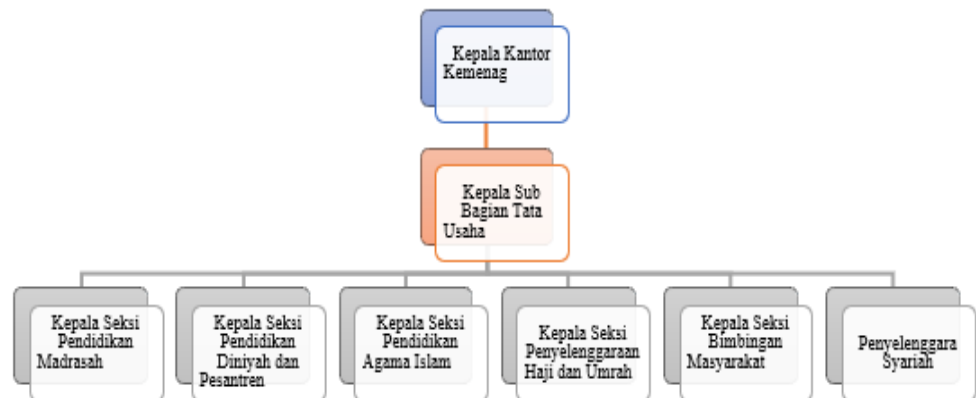 Kepala Kantor
Kemenag
Kepala Sub
Bagian Tata
Usaha
Kepala Seksi
Pendidikan
Madrasah
Kepala Seksi
Pendidikan
Diniyah dan
Pesantren
Kepala Seksi
Pendidikan
Agama Islam
Kepala Seksi
Penyelenggaraan
Haji dan Umrah
Kepala Seksi
Bimbingan
Masyarakat
Penyelenggara
Syariah